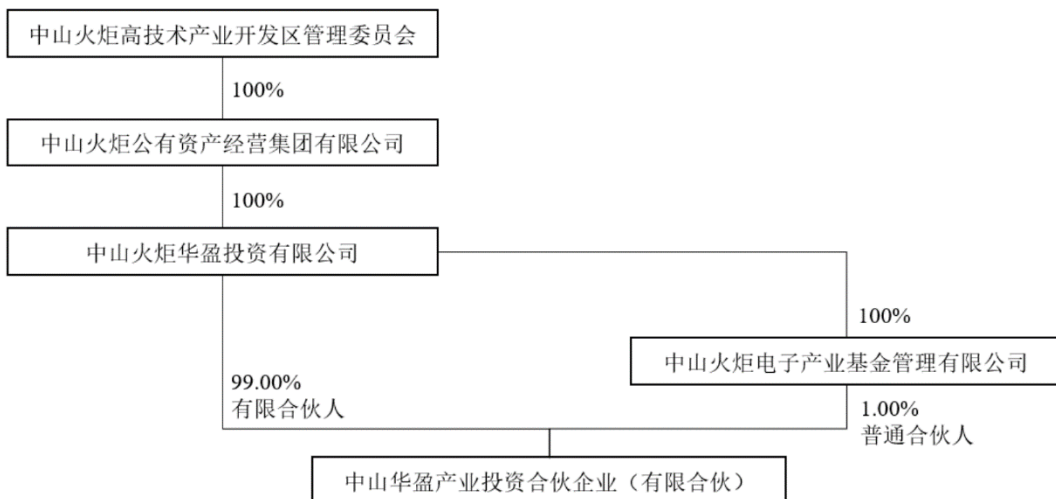 中山火炬高技术产业开发区管理委员会
100%
中山火炬公有资产经营集团有限公司
100%
中山火炬华盈投资有限公司
100%
中山火炬电子产业基金管理有限公司
99.00%
有限合伙人
1.00%
普通合伙人
中山华盈产业投资合伙企业（有限合伙）